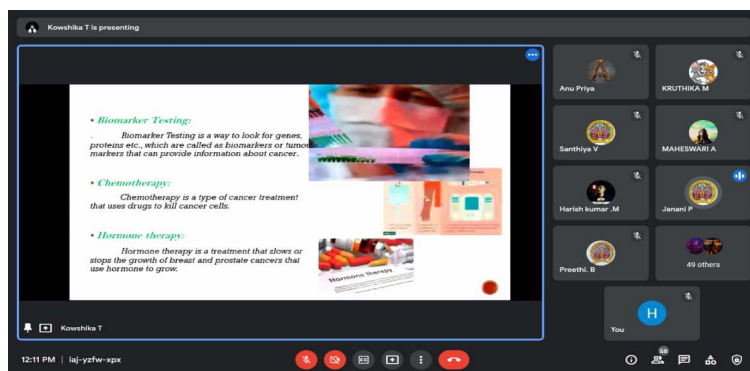 Kowshika T is presenting
• Biomarker Testing:
. Biomarker Testing is a way to look for genes,
proteins etc., which are called as biomarkers or tumor
markers that can provide information about cancer.
• Chemotherapy:
Chemotherapy is a type of cancer treatment
that uses drugs to kill cancer cells.
• Hormone therapy:
Hormone therapy is a treatment that slows or
stops the growth of breast and prostate cancers that
use hormone to grow.
Hormone therapy
Kowshika T
Anu Priya
KRUTHIKA M
Santhiya V
MAHESWARI A
Harish kumar .M
Janani P
Preethi. B
49 others
H
You
12:11 PM | iaj-yzfw-xpx
58